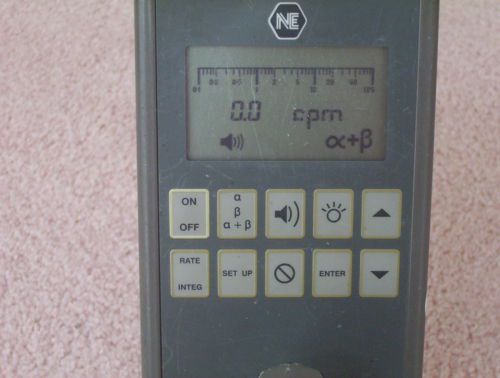 NE
0.0 cpm
α+β
ON
OFF
α
β
α + β
RATE
INTEG
SET UP
ENTER